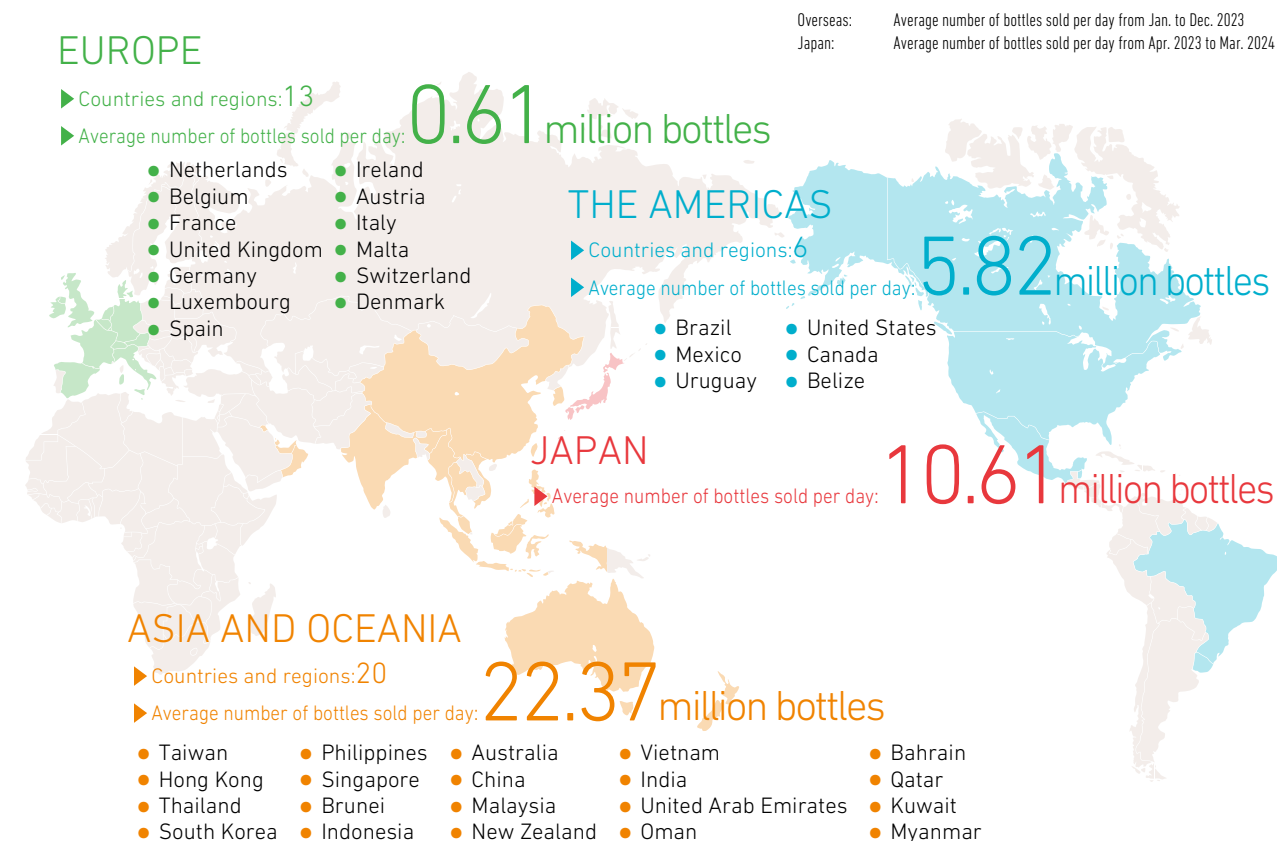 Overseas: Average number of bottles sold per day from Jan. to Dec. 2023
Japan: Average number of bottles sold per day from Apr. 2023 to Mar. 2024
EUROPE
Countries and regions:13
Average number of bottles sold per day: 0.61 million bottles
Netherlands
Belgium
France
United Kingdom
Germany
Luxembourg
Spain
Ireland
Austria
Italy
Malta
Switzerland
Denmark
THE AMERICAS
Countries and regions:6
Average number of bottles sold per day: 5.82 million bottles
Brazil
Mexico
Uruguay
United States
Canada
Belize
JAPAN
Average number of bottles sold per day: 10.61 million bottles
ASIA AND OCEANIA
Countries and regions:20
Average number of bottles sold per day: 22.37 million bottles
Taiwan
Hong Kong
Thailand
South Korea
Philippines
Singapore
Brunei
Indonesia
Australia
China
Malaysia
New Zealand
Vietnam
India
United Arab Emirates
Oman
Bahrain
Qatar
Kuwait
Myanmar